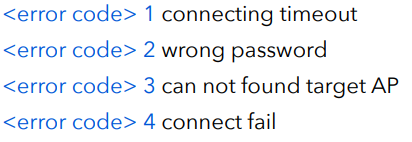 <error code> 1 connecting timeout
<error code> 2 wrong password
<error code> 3 can not found target AP
<error code> 4 connect fail